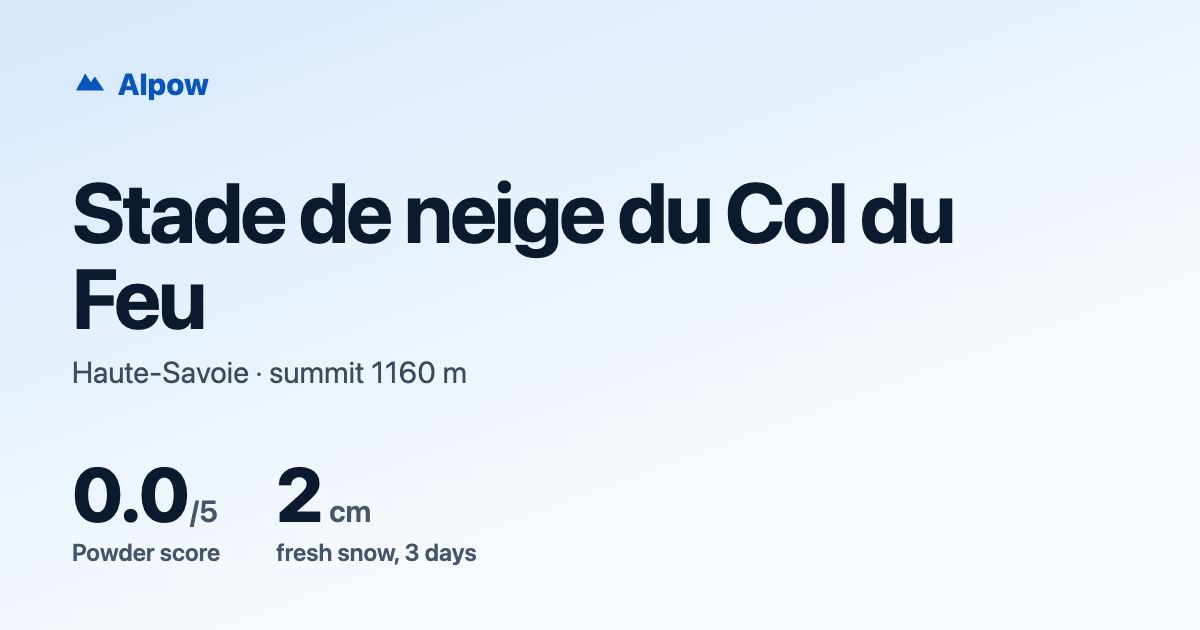 Alpow
Stade de neige du Col du
Feu
Haute-Savoie · summit 1160 m
0.0/5 2 cm
Powder score fresh snow, 3 days